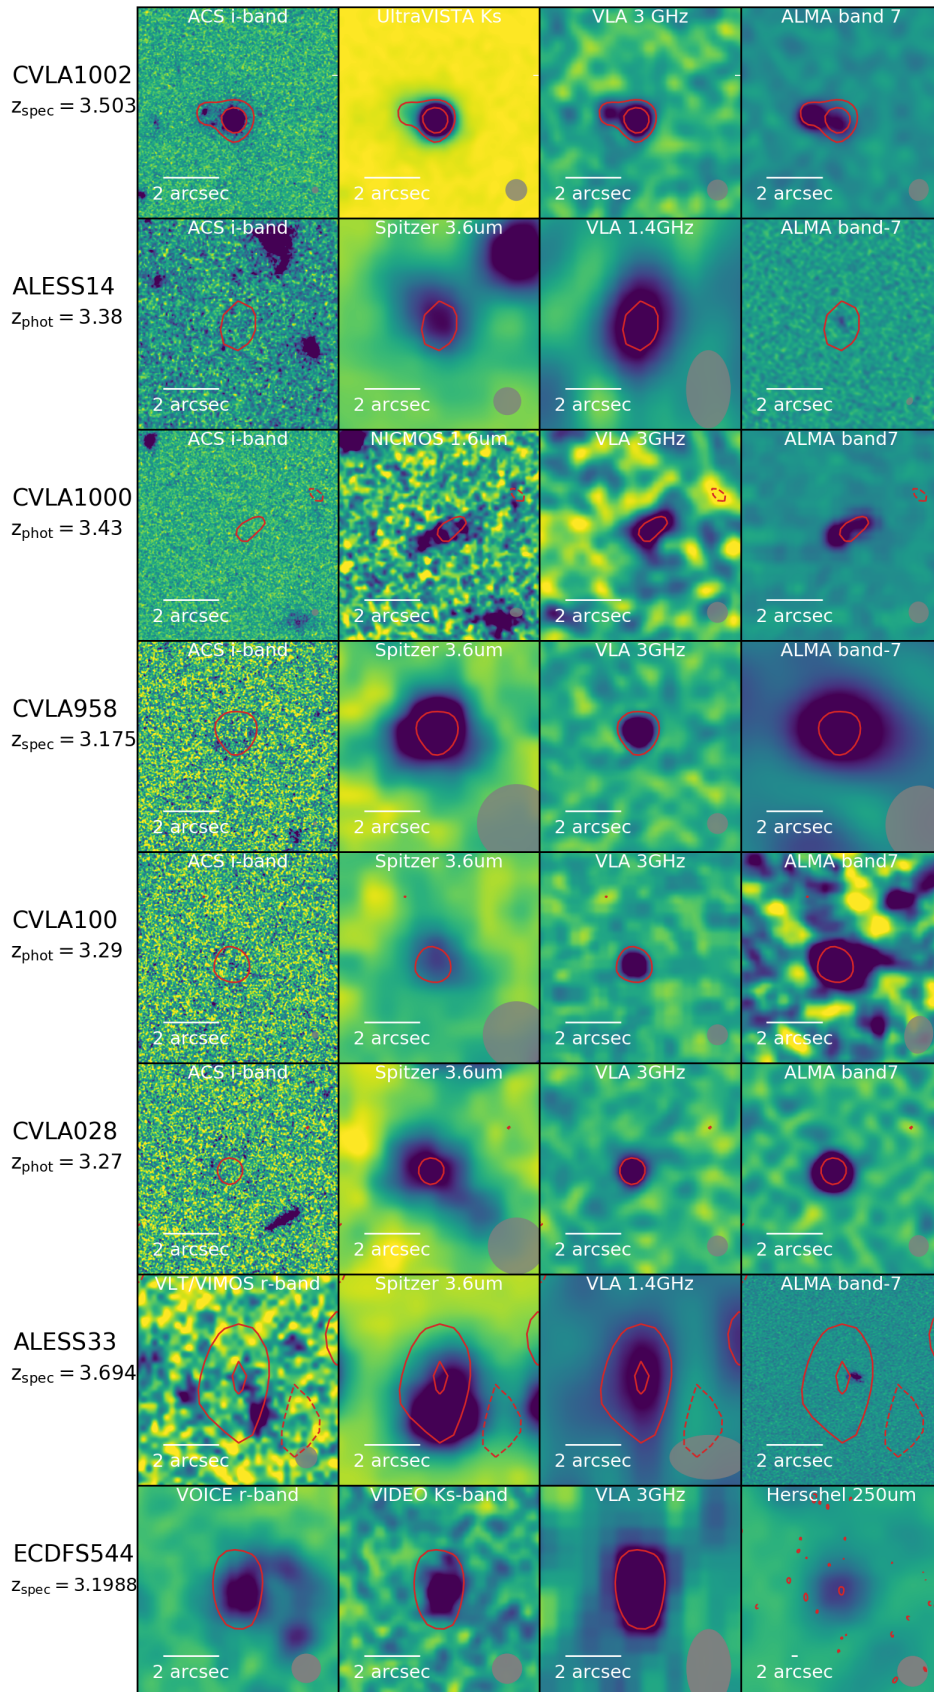 ACS i-band UltraVISTA Ks VLA 3 GHz ALMA band 7
CVLA1002
zspec = 3.503
2 arcsec 2 arcsec 2 arcsec 2 arcsec
ACS i-band Spitzer 3.6um VLA 1.4GHz ALMA band-7
ALESS14
zphot = 3.38
2 arcsec 2 arcsec 2 arcsec 2 arcsec
ACS i-band NICMOS 1.6um VLA 3GHz ALMA band7
CVLA1000
zphot = 3.43
2 arcsec 2 arcsec 2 arcsec 2 arcsec
ACS i-band Spitzer 3.6um VLA 3GHz ALMA band-7
CVLA958
zspec = 3.175
2 arcsec 2 arcsec 2 arcsec 2 arcsec
ACS i-band Spitzer 3.6um VLA 3GHz ALMA band7
CVLA100
zphot = 3.29
2 arcsec 2 arcsec 2 arcsec 2 arcsec
ACS i-band Spitzer 3.6um VLA 3GHz ALMA band7
CVLA028
zphot = 3.27
2 arcsec 2 arcsec 2 arcsec 2 arcsec
VLT/VIMOS r-band Spitzer 3.6um VLA 1.4GHz ALMA band-7
ALESS33
zspec = 3.694
2 arcsec 2 arcsec 2 arcsec 2 arcsec
VOICE r-band VIDEO Ks-band VLA 3GHz Herschel 250um
ECDFS544
zspec = 3.1988
2 arcsec 2 arcsec 2 arcsec 2 arcsec